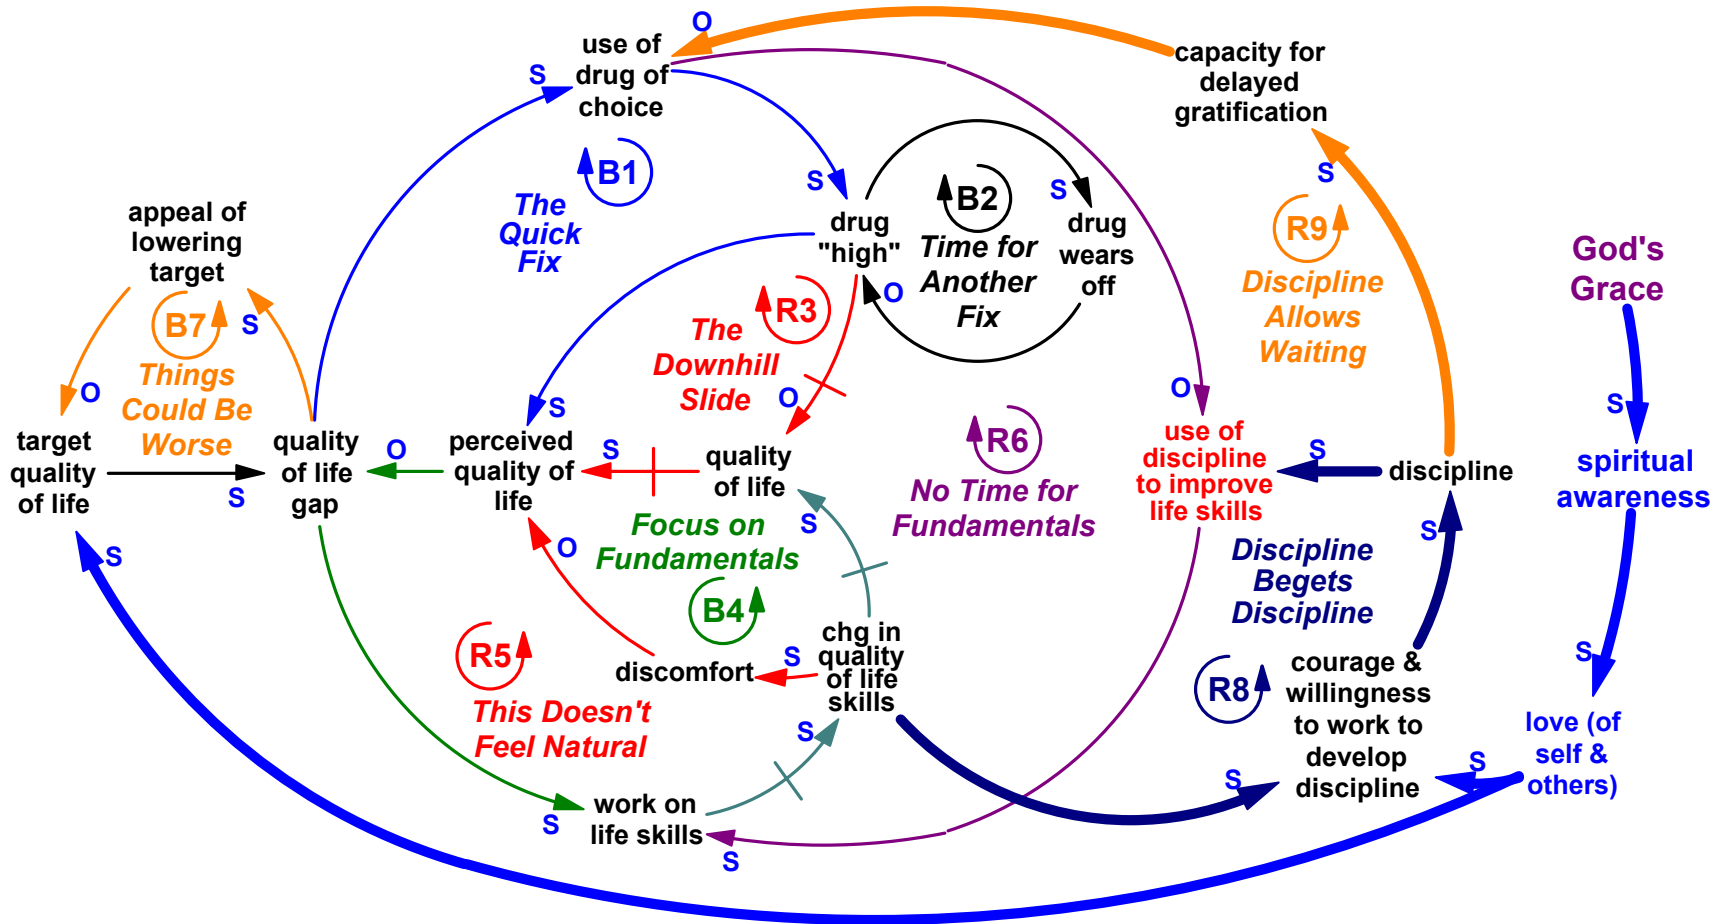 O
use of
drug of
choice
S
capacity for
delayed
gratification
S
B1
The
Quick
Fix
S
drug
"high"
B2
Time for
Another
Fix
S
drug
wears
off
O
appeal of
lowering
target
B7
S
Things
Could Be
Worse
O
R9
Discipline
Allows
Waiting
God's
Grace
S
spiritual
awareness
S
love (of
self &
others)
S
R3
The
Downhill
Slide
O
S
target
quality
of life
S
quality
of life
gap
O
perceived
quality of
life
S
quality
of life
S
R6
No Time for
Fundamentals
O
use of
discipline
to improve
life skills
S
discipline
S
Focus on
Fundamentals
B4
O
S
R5
This Doesn't
Feel Natural
discomfort
S
chg in
quality
of life
skills
S
Discipline
Begets
Discipline
R8
courage &
willingness
to work to
develop
discipline
S
work on
life skills
S
S